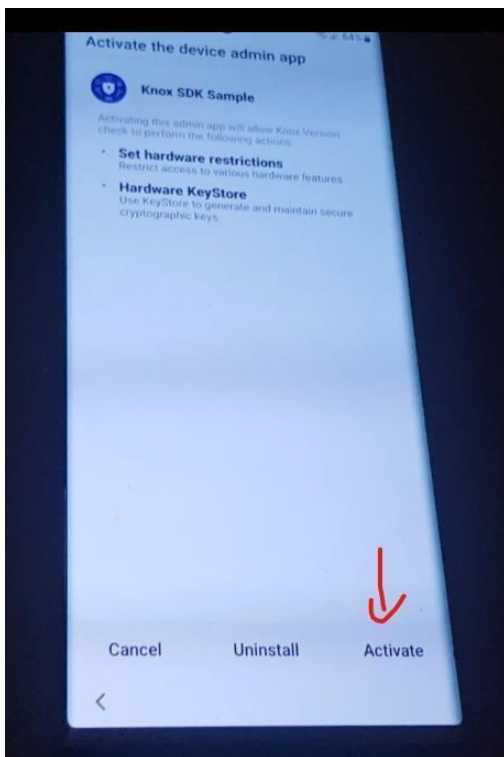 64%
Activate the device admin app
Knox SDK Sample
Activating this admin app will allow Knox Version
check to perform the following actions
· Set hardware restrictions
Restrict access to various hardware features
· Hardware KeyStore
Use KeyStore to generate and maintain secure
cryptographic keys.
Cancel Uninstall Activate